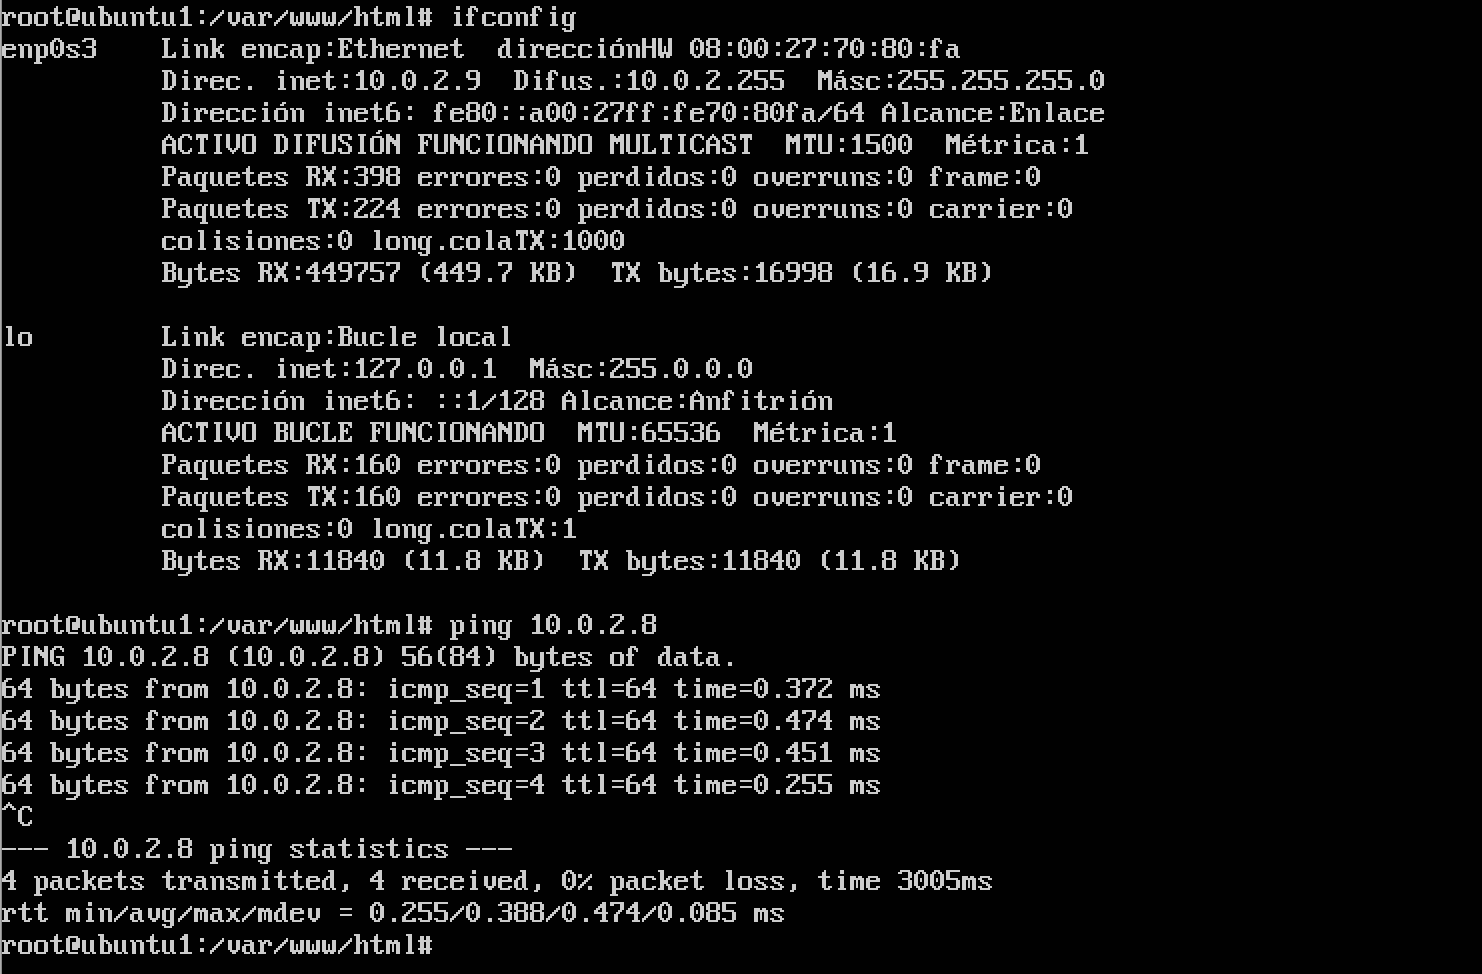 root@ubuntu1:/var/www/html# ifconfig
enp0s3    Link encap:Ethernet  direcciónHW 08:00:27:70:80:fa
          Direc. inet:10.0.2.9  Difus.:10.0.2.255  Másc:255.255.255.0
          Dirección inet6: fe80::a00:27ff:fe70:80fa/64 Alcance:Enlace
          ACTIVO DIFUSIÓN FUNCIONANDO MULTICAST  MTU:1500  Métrica:1
          Paquetes RX:398 errores:0 perdidos:0 overruns:0 frame:0
          Paquetes TX:224 errores:0 perdidos:0 overruns:0 carrier:0
          colisiones:0 long.colaTX:1000
          Bytes RX:449757 (449.7 KB)  TX bytes:16998 (16.9 KB)

lo        Link encap:Bucle local
          Direc. inet:127.0.0.1  Másc:255.0.0.0
          Dirección inet6: ::1/128 Alcance:Anfitrión
          ACTIVO BUCLE FUNCIONANDO  MTU:65536  Métrica:1
          Paquetes RX:160 errores:0 perdidos:0 overruns:0 frame:0
          Paquetes TX:160 errores:0 perdidos:0 overruns:0 carrier:0
          colisiones:0 long.colaTX:1
          Bytes RX:11840 (11.8 KB)  TX bytes:11840 (11.8 KB)

root@ubuntu1:/var/www/html# ping 10.0.2.8
PING 10.0.2.8 (10.0.2.8) 56(84) bytes of data.
64 bytes from 10.0.2.8: icmp_seq=1 ttl=64 time=0.372 ms
64 bytes from 10.0.2.8: icmp_seq=2 ttl=64 time=0.474 ms
64 bytes from 10.0.2.8: icmp_seq=3 ttl=64 time=0.451 ms
64 bytes from 10.0.2.8: icmp_seq=4 ttl=64 time=0.255 ms
^C
--- 10.0.2.8 ping statistics ---
4 packets transmitted, 4 received, 0% packet loss, time 3005ms
rtt min/avg/max/mdev = 0.255/0.388/0.474/0.085 ms
root@ubuntu1:/var/www/html#